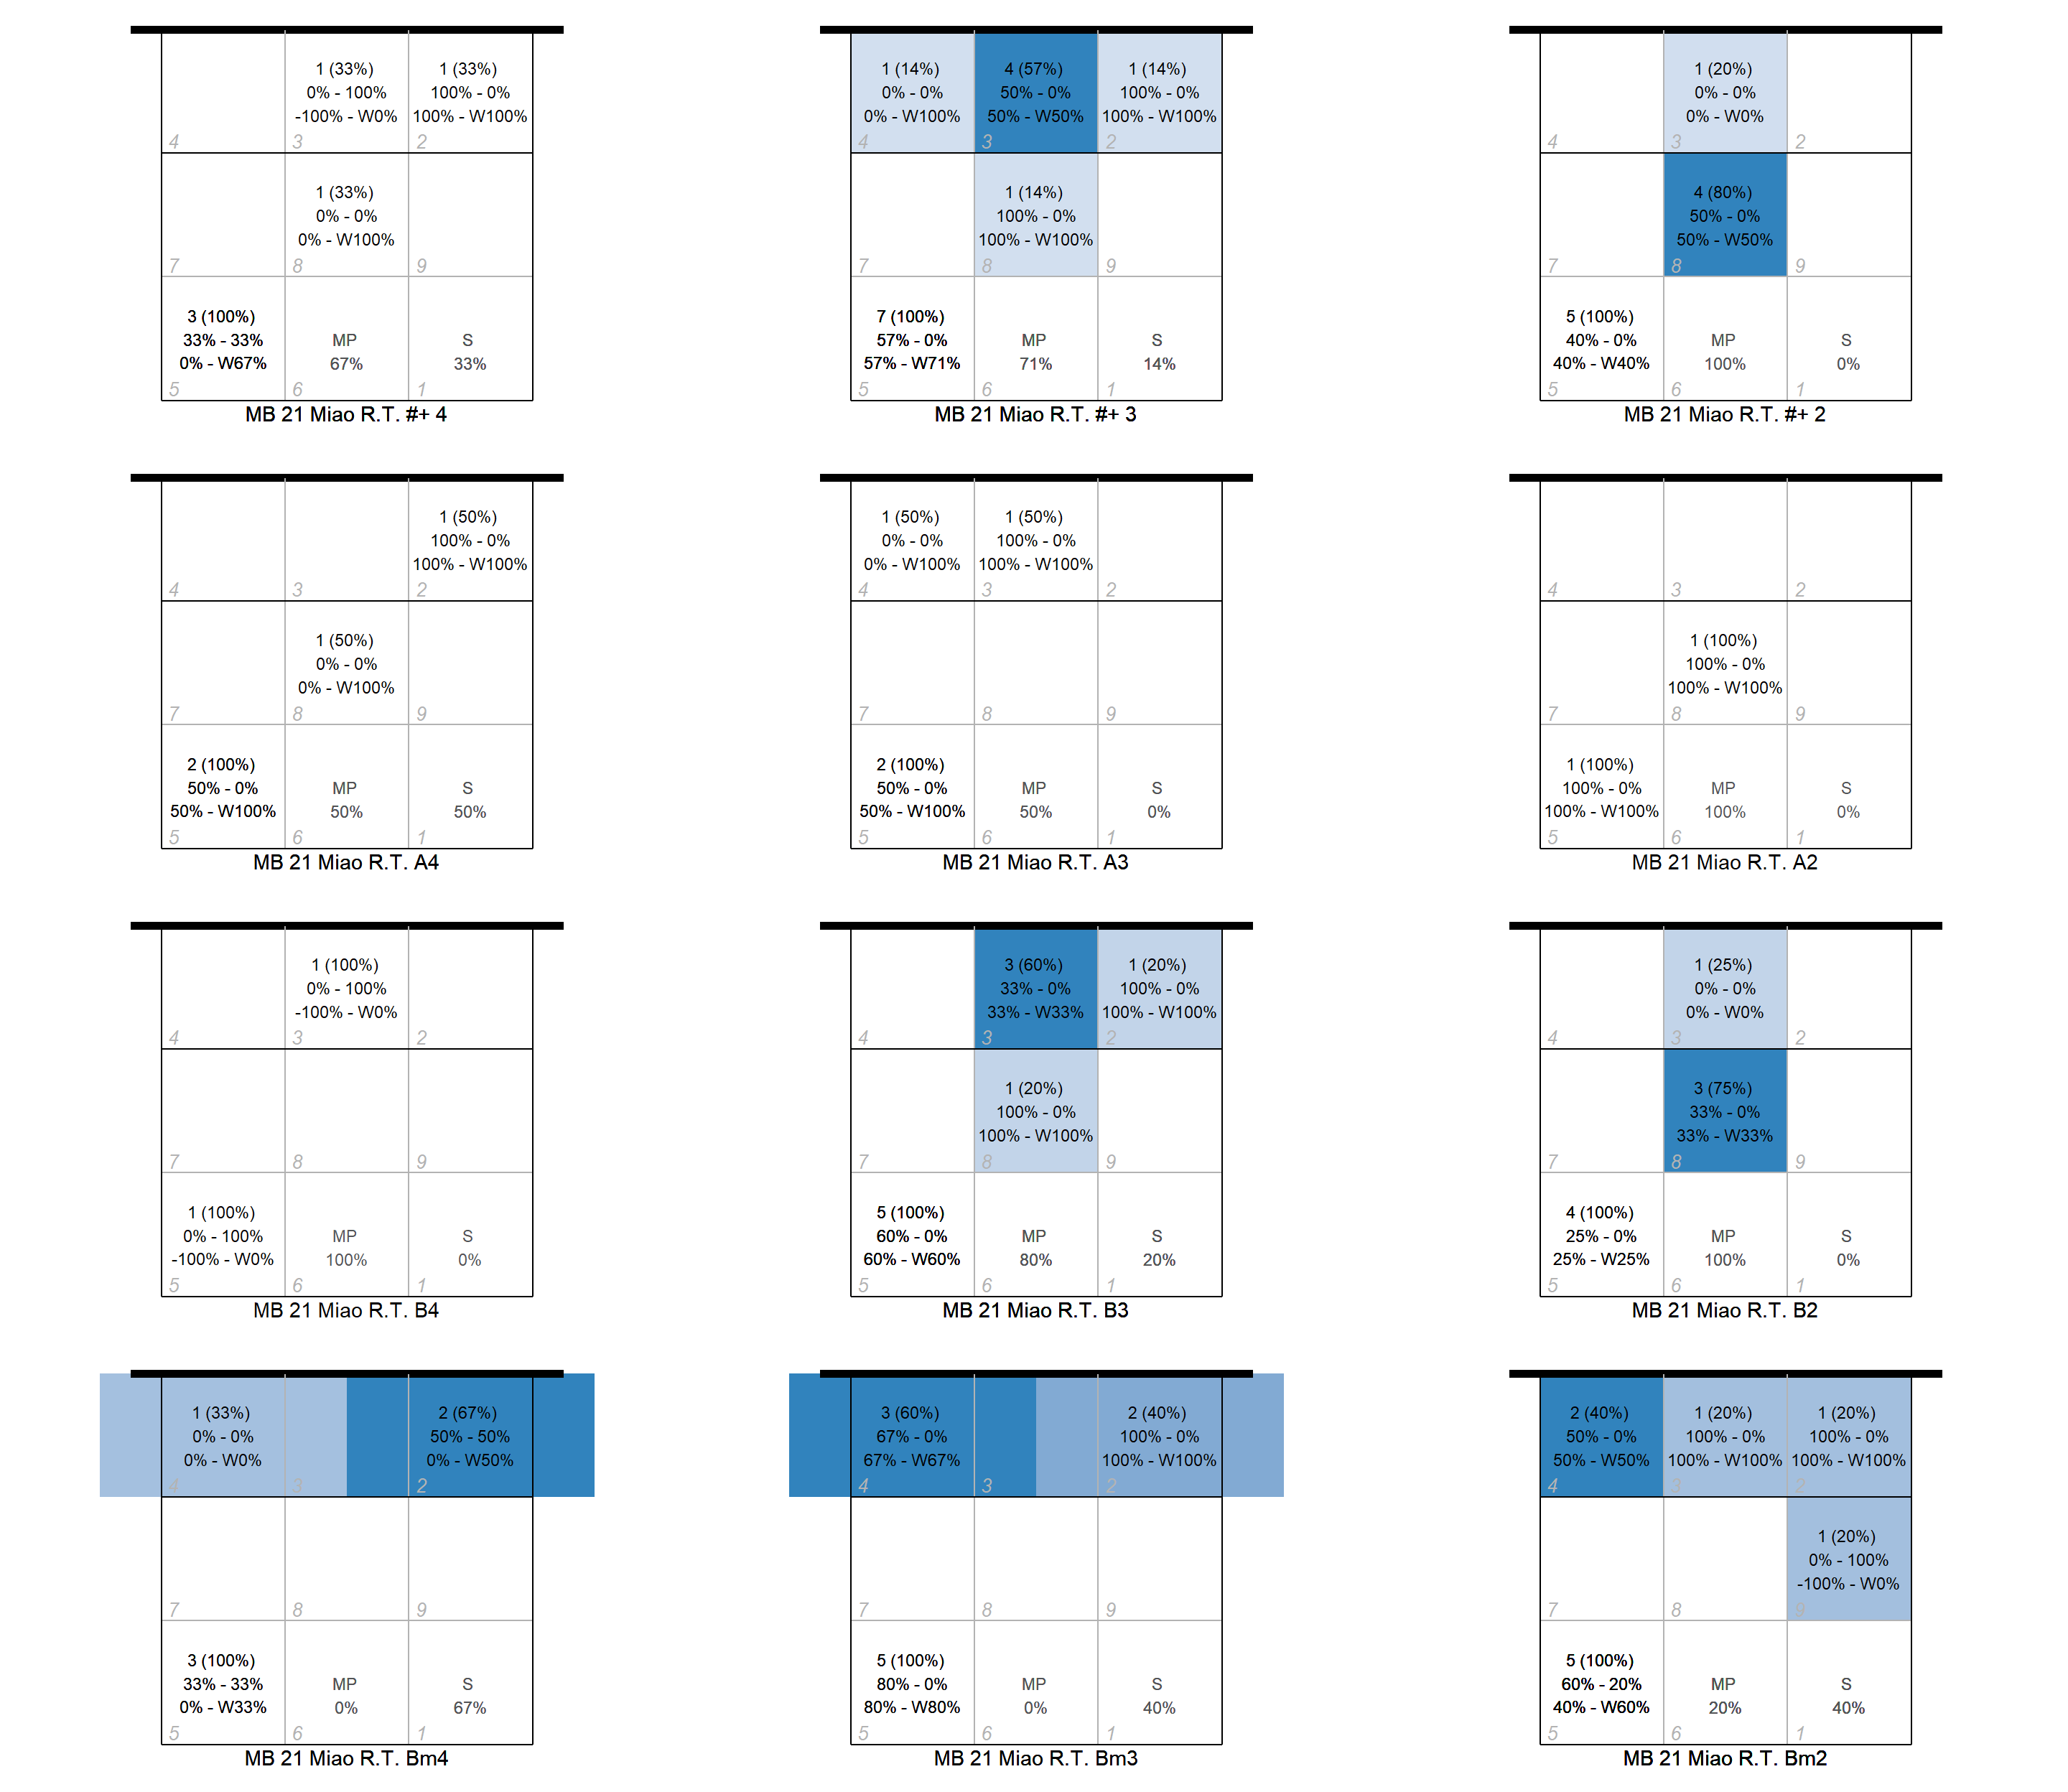 1 (33%)
0% - 100%
-100% - W0%
3
1 (33%)
100% - 0%
100% - W100%
2
4
1 (33%)
0% - 0%
0% - W100%
7
8
9
3 (100%)
33% - 33%
0% - W67%
5
MP
67%
6
S
33%
1
MB 21 Miao R.T. #+ 4
1 (14%)
0% - 0%
0% - W100%
4
4 (57%)
50% - 0%
50% - W50%
3
1 (14%)
100% - 0%
100% - W100%
2
1 (14%)
100% - 0%
100% - W100%
7
8
9
7 (100%)
57% - 0%
57% - W71%
5
MP
71%
6
S
14%
1
MB 21 Miao R.T. #+ 3
1 (20%)
0% - 0%
0% - W0%
4
3
2
4 (80%)
50% - 0%
50% - W50%
7
8
9
5 (100%)
40% - 0%
40% - W40%
5
MP
100%
6
S
0%
1
MB 21 Miao R.T. #+ 2
1 (50%)
100% - 0%
100% - W100%
4
3
2
1 (50%)
0% - 0%
0% - W100%
7
8
9
2 (100%)
50% - 0%
50% - W100%
5
MP
50%
6
S
50%
1
MB 21 Miao R.T. A4
1 (50%)
0% - 0%
0% - W100%
4
1 (50%)
100% - 0%
100% - W100%
3
2
7
8
9
2 (100%)
50% - 0%
50% - W100%
5
MP
50%
6
S
0%
1
MB 21 Miao R.T. A3
4
3
2
1 (100%)
100% - 0%
100% - W100%
7
8
9
1 (100%)
100% - 0%
100% - W100%
5
MP
100%
6
S
0%
1
MB 21 Miao R.T. A2
1 (100%)
0% - 100%
-100% - W0%
4
3
2
7
8
9
1 (100%)
0% - 100%
-100% - W0%
5
MP
100%
6
S
0%
1
MB 21 Miao R.T. B4
3 (60%)
33% - 0%
33% - W33%
4
3
1 (20%)
100% - 0%
100% - W100%
2
1 (20%)
100% - 0%
100% - W100%
7
8
9
5 (100%)
60% - 0%
60% - W60%
5
MP
80%
6
S
20%
1
MB 21 Miao R.T. B3
1 (25%)
0% - 0%
0% - W0%
4
3
2
3 (75%)
33% - 0%
33% - W33%
7
8
9
4 (100%)
25% - 0%
25% - W25%
5
MP
100%
6
S
0%
1
MB 21 Miao R.T. B2
1 (33%)
0% - 0%
0% - W0%
4
3
2 (67%)
50% - 50%
0% - W50%
2
7
8
9
3 (100%)
33% - 33%
0% - W33%
5
MP
0%
6
S
67%
1
MB 21 Miao R.T. Bm4
3 (60%)
67% - 0%
67% - W67%
4
3
2 (40%)
100% - 0%
100% - W100%
2
7
8
9
5 (100%)
80% - 0%
80% - W80%
5
MP
0%
6
S
40%
1
MB 21 Miao R.T. Bm3
2 (40%)
50% - 0%
50% - W50%
4
1 (20%)
100% - 0%
100% - W100%
3
1 (20%)
100% - 0%
100% - W100%
2
1 (20%)
0% - 100%
-100% - W0%
7
8
9
5 (100%)
60% - 20%
40% - W60%
5
MP
20%
6
S
40%
1
MB 21 Miao R.T. Bm2